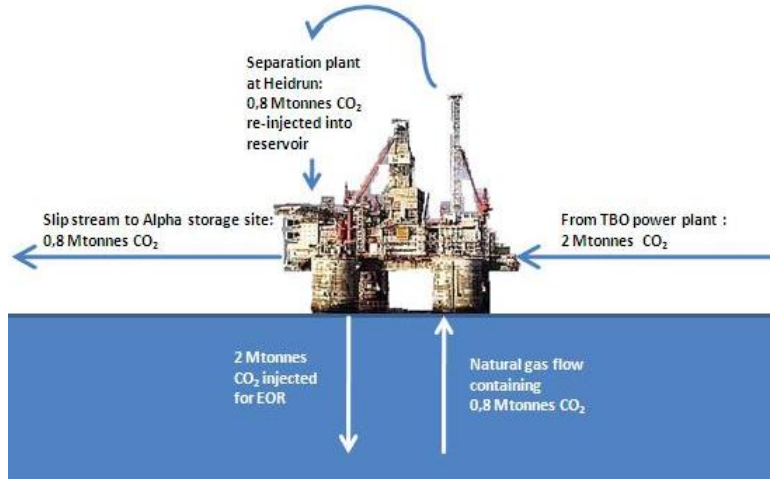 Separation plant
at Heidrun:
0,8 Mtonnes CO₂
re-injected into
reservoir
Slip stream to Alpha storage site:
0,8 Mtonnes CO₂
From TBO power plant :
2 Mtonnes CO₂
2 Mtonnes
CO₂ injected
for EOR
Natural gas flow
containing
0,8 Mtonnes CO₂